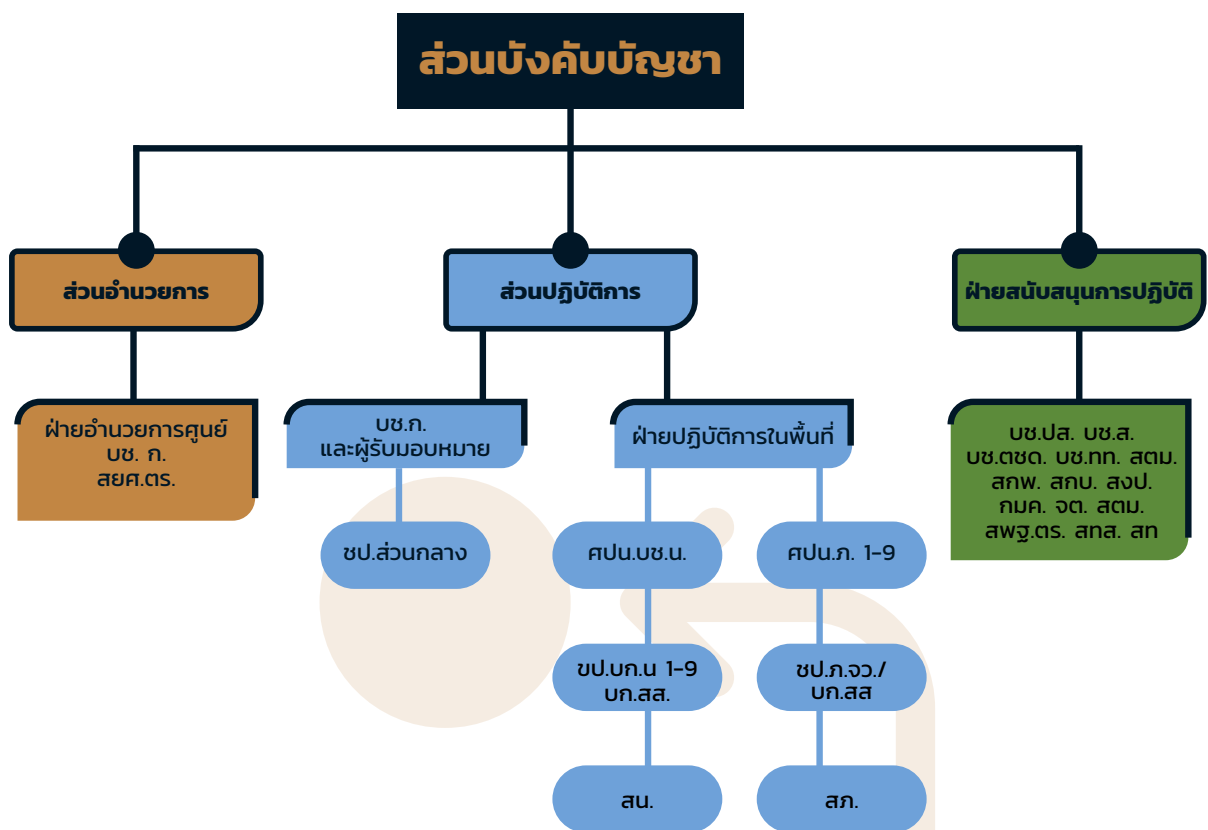 ส่วนบังคับบัญชา
ส่วนอำนวยการ
ส่วนปฏิบัติการ
ฝ่ายสนับสนุนการปฏิบัติ
ฝ่ายอำนวยการศูนย์
บช. ก.
สยศ.ตร.
บช.ก.
และผู้รับมอบหมาย
ฝ่ายปฏิบัติการในพื้นที่
บช.ปส. บช.ส.
บช.ตชด. บช.ทท. สตม.
สกพ. สกบ. สงป.
กมค. จต. สตม.
สพฐ.ตร. สทส. สท
ชป.ส่วนกลาง
ศปน.บช.น.
ศปน.ภ. 1-9
ขป.บก.น 1-9
บก.สส.
ชป.ภ.จว./
บก.สส
สน.
สภ.